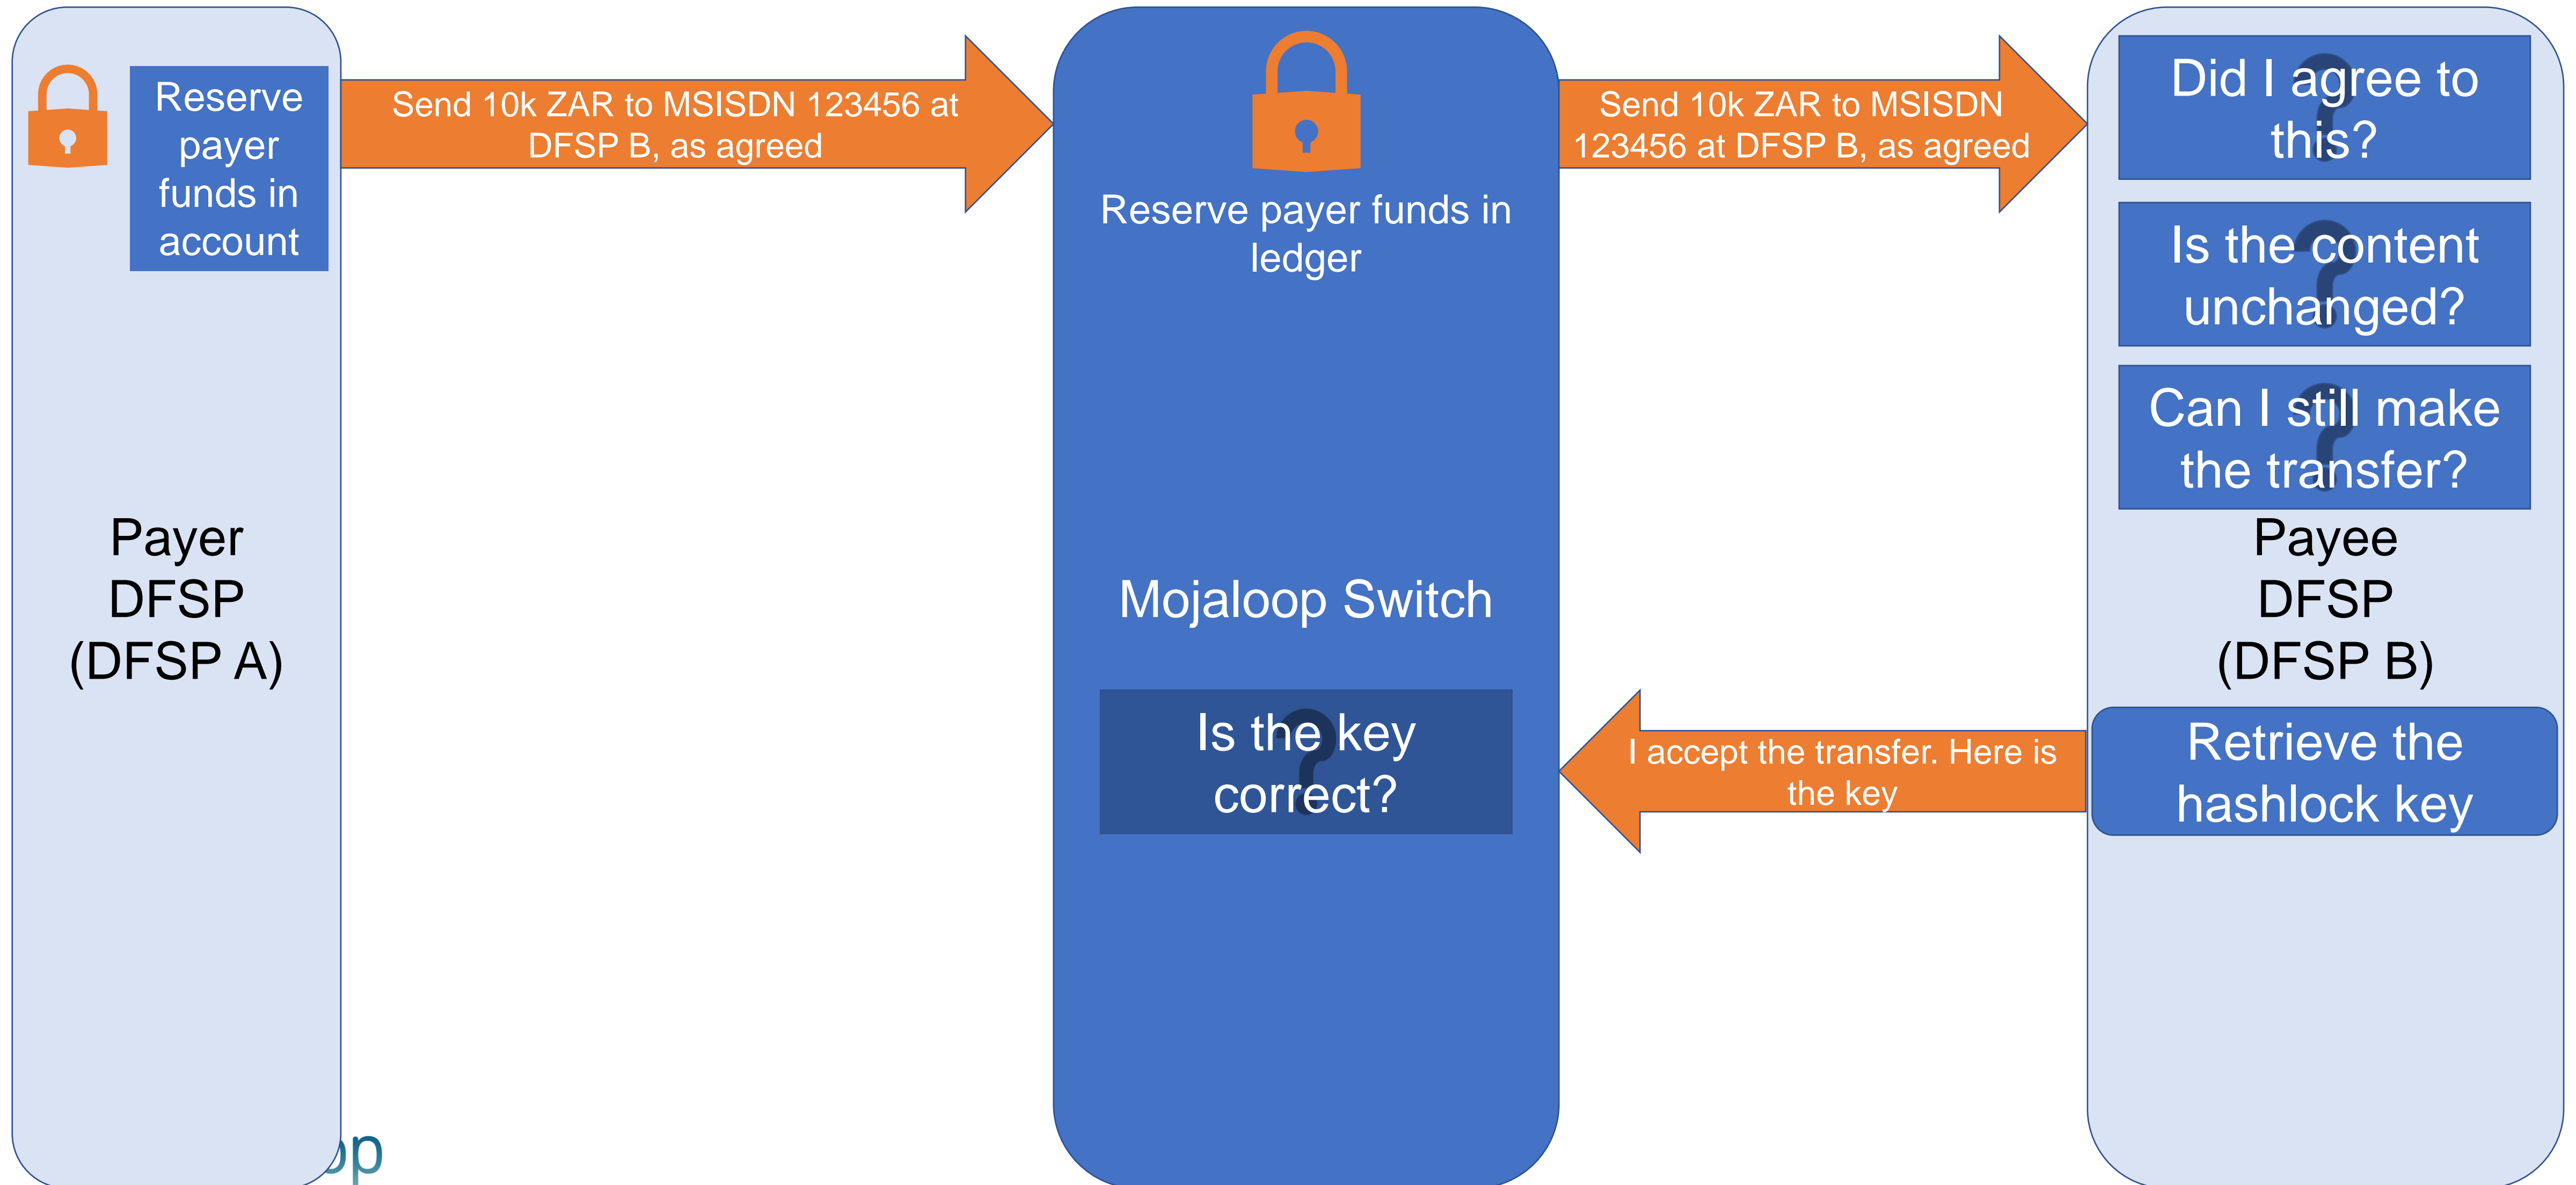 Reserve
payer
funds in
account
Send 10k ZAR to MSISDN 123456 at
DFSP B, as agreed
Reserve payer funds in
ledger
Send 10k ZAR to MSISDN
123456 at DFSP B, as agreed
Did I agree to
this?
Is the content
unchanged?
Can I still make
the transfer?
Payer
DFSP
(DFSP A)
Mojaloop Switch
Payee
DFSP
(DFSP B)
Is the key
correct?
I accept the transfer. Here is
the key
Retrieve the
hashlock key